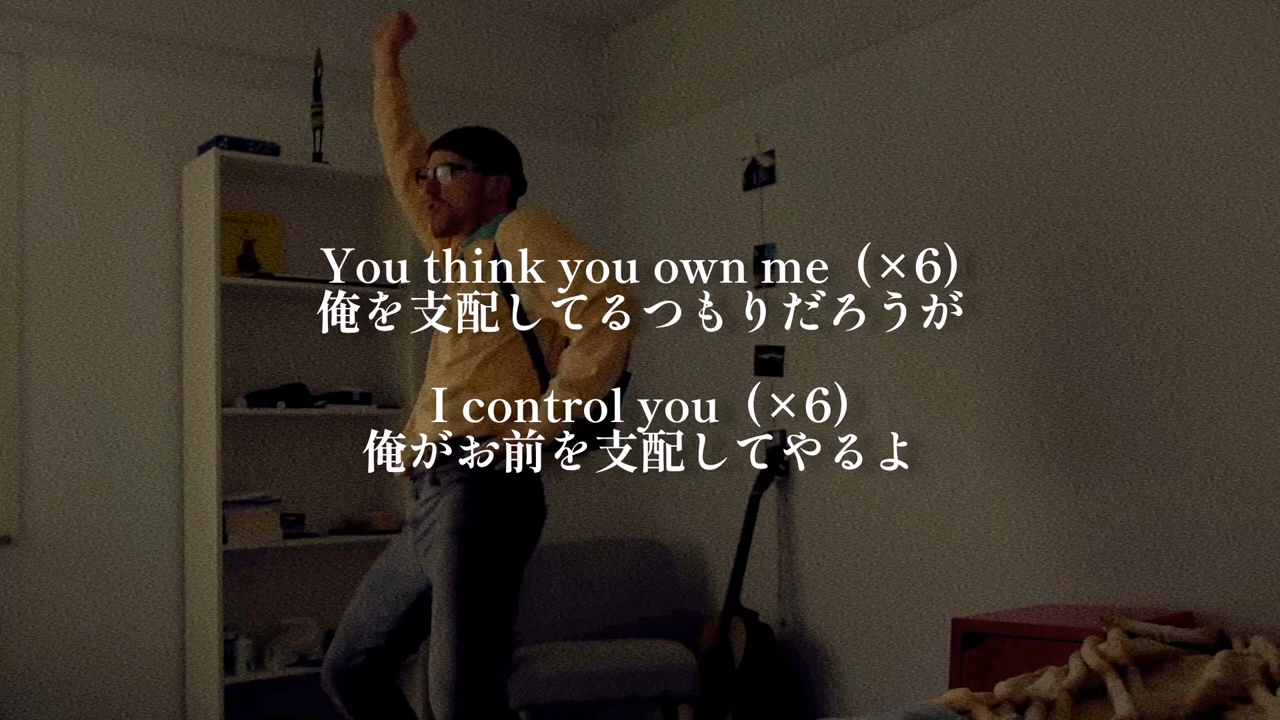 You think you own me（×6）
俺を支配してるつもりだろうが
I control you（×6）
俺がお前を支配してやるよ